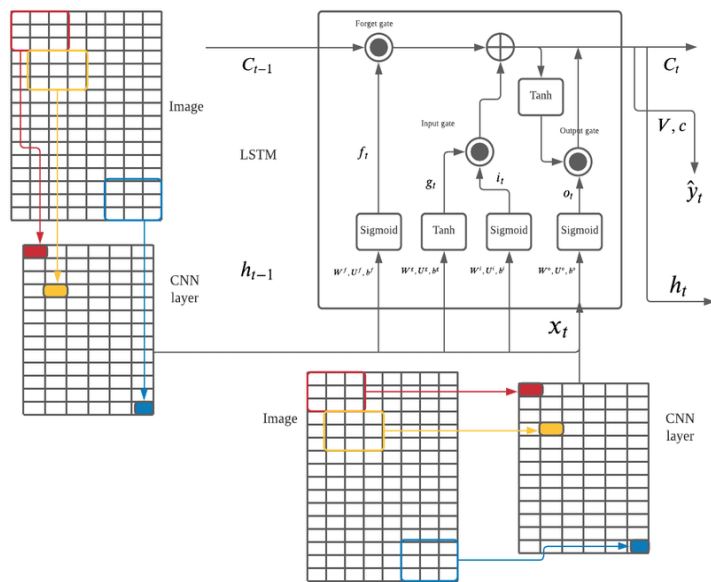 Forget gate
C_{t−1}
C_t
Image
Tanh
V, c
Input gate
Output gate
LSTM
f_t
g_t
i_t
o_t
ŷ_t
Sigmoid
Tanh
Sigmoid
Sigmoid
h_{t−1}
W^f, U^f, b^f
W^g, U^g, b^g
W^i, U^i, b^i
W^o, U^o, b^o
CNN
layer
h_t
x_t
Image
CNN
layer